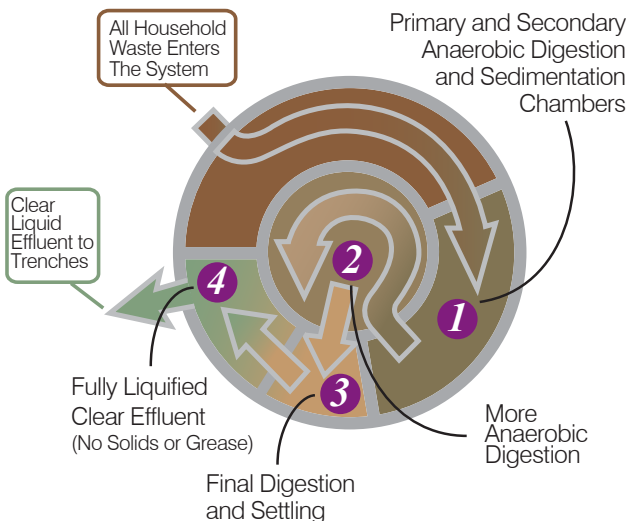 All Household
Waste Enters
The System
Primary and Secondary
Anaerobic Digestion
and Sedimentation
Chambers
Clear
Liquid
Effluent to
Trenches
2
4
1
3
Fully Liquified
Clear Effluent
(No Solids or Grease)
More
Anaerobic
Digestion
Final Digestion
and Settling